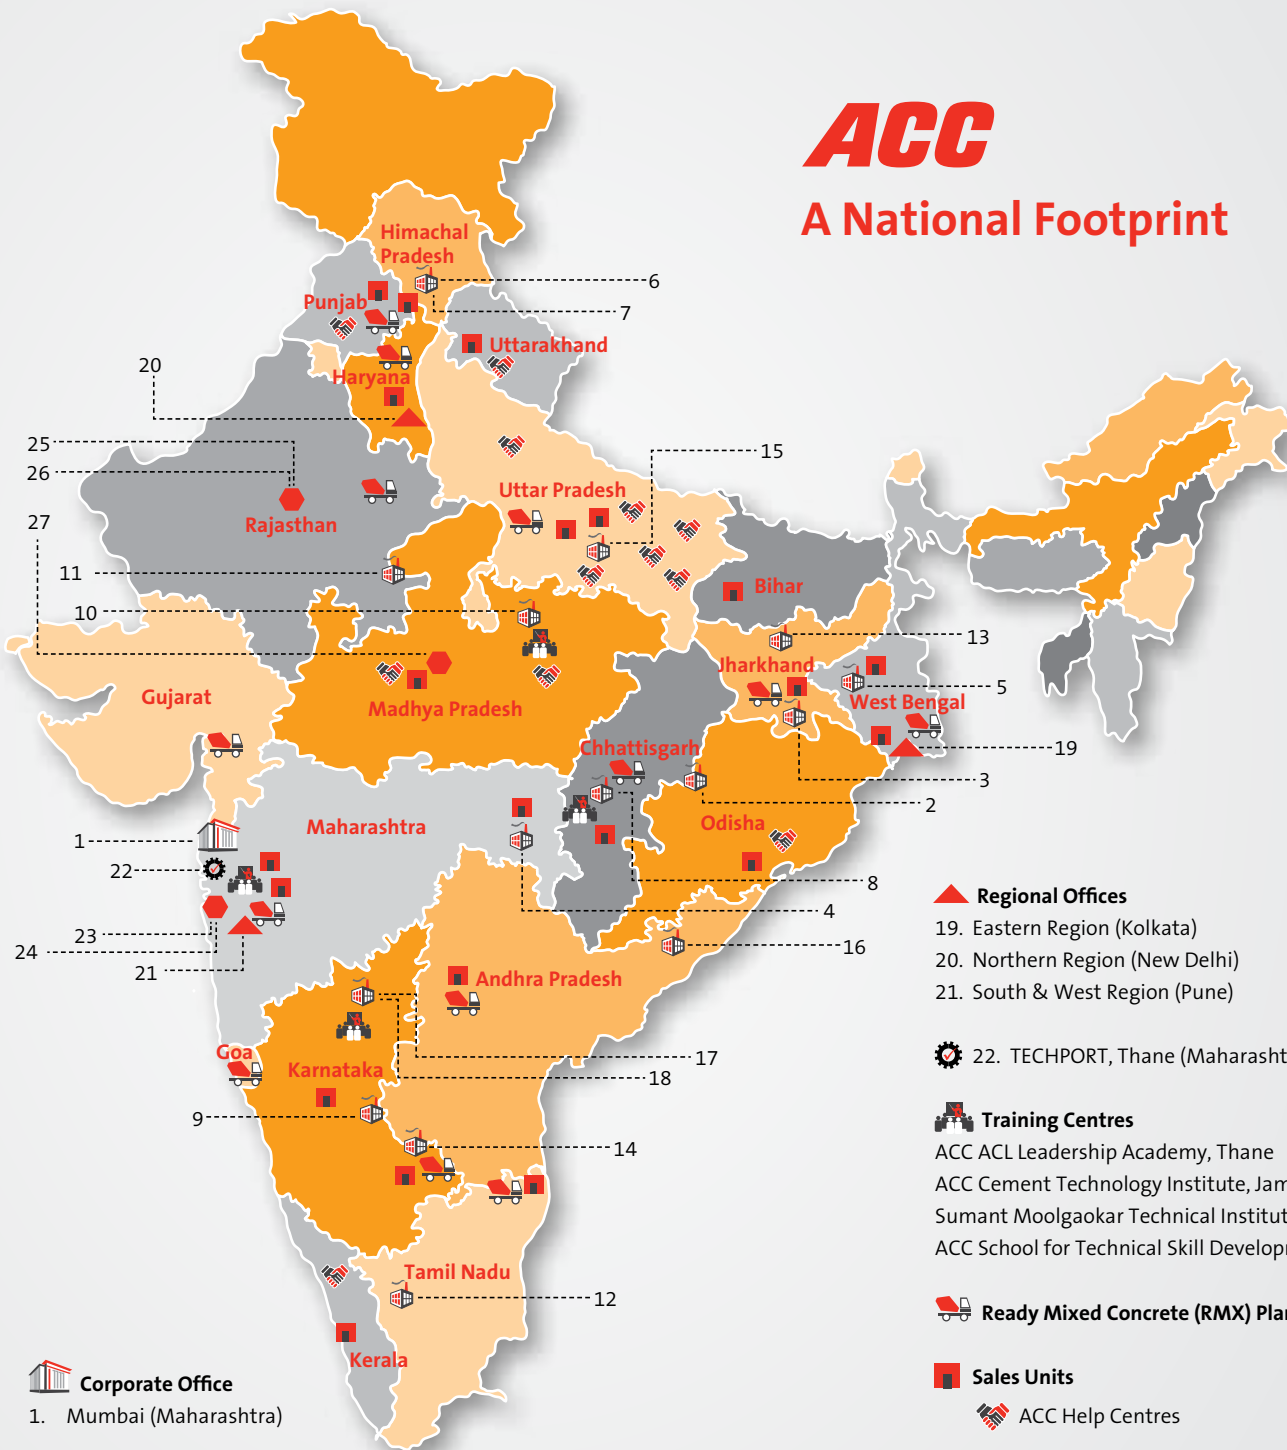 ACC
A National Footprint
Himachal
Pradesh
6
Punjab
7
Uttarakhand
20
Haryana
25
15
26
Uttar Pradesh
27
Rajasthan
11
Bihar
10
13
Jharkhand
5
Gujarat
West Bengal
Madhya Pradesh
19
Chhattisgarh
3
2
Maharashtra
Odisha
1
22
8
4
23
24
16
21
Andhra Pradesh
17
Goa
Karnataka
18
9
14
Tamil Nadu
12
Kerala
Corporate Office
1. Mumbai (Maharashtra)
Regional Offices
19. Eastern Region (Kolkata)
20. Northern Region (New Delhi)
21. South & West Region (Pune)
22. TECHPORT, Thane (Maharasht
Training Centres
ACC ACL Leadership Academy, Thane
ACC Cement Technology Institute, Jam
Sumant Moolgaokar Technical Institut
ACC School for Technical Skill Developm
Ready Mixed Concrete (RMX) Plan
Sales Units
ACC Help Centres